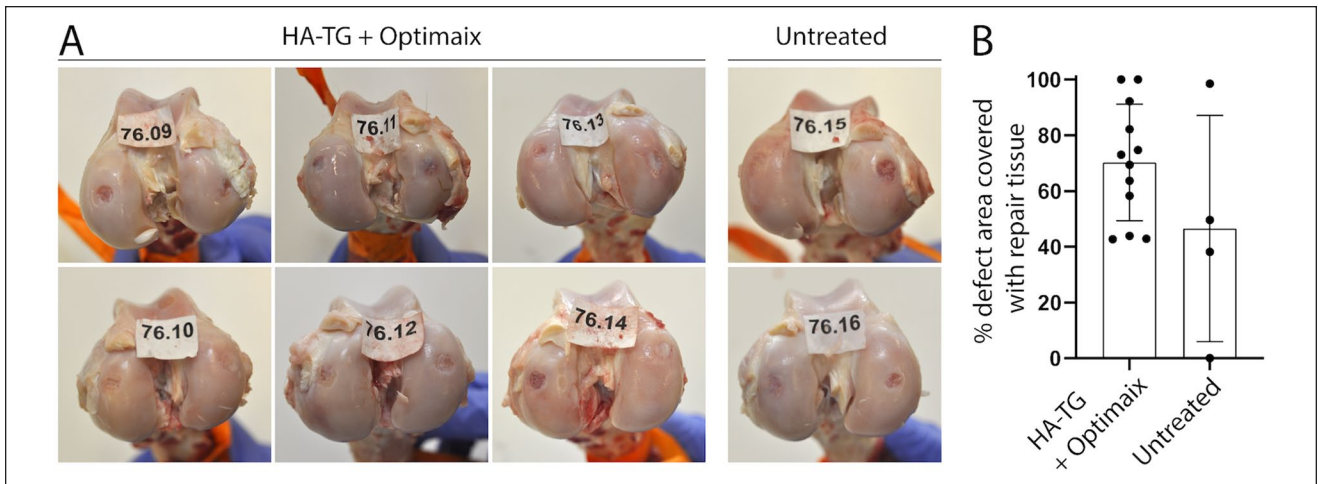 A
HA-TG + Optimaix
Untreated
76.09
76.11
76.13
76.15
76.10
76.12
76.14
76.16
B
% defect area covered
with repair tissue
100
80
60
40
20
0
HA-TG
+ Optimaix
Untreated